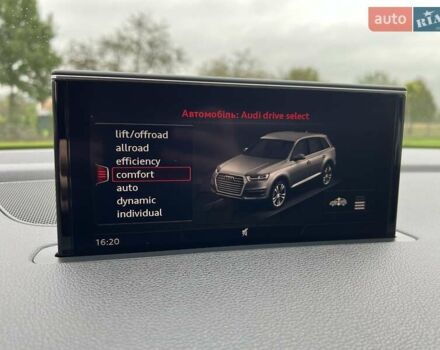 auto RIA
Автомобіль: Audi drive select
lift/offroad
allroad
efficiency
comfort
auto
dynamic
individual
16:20